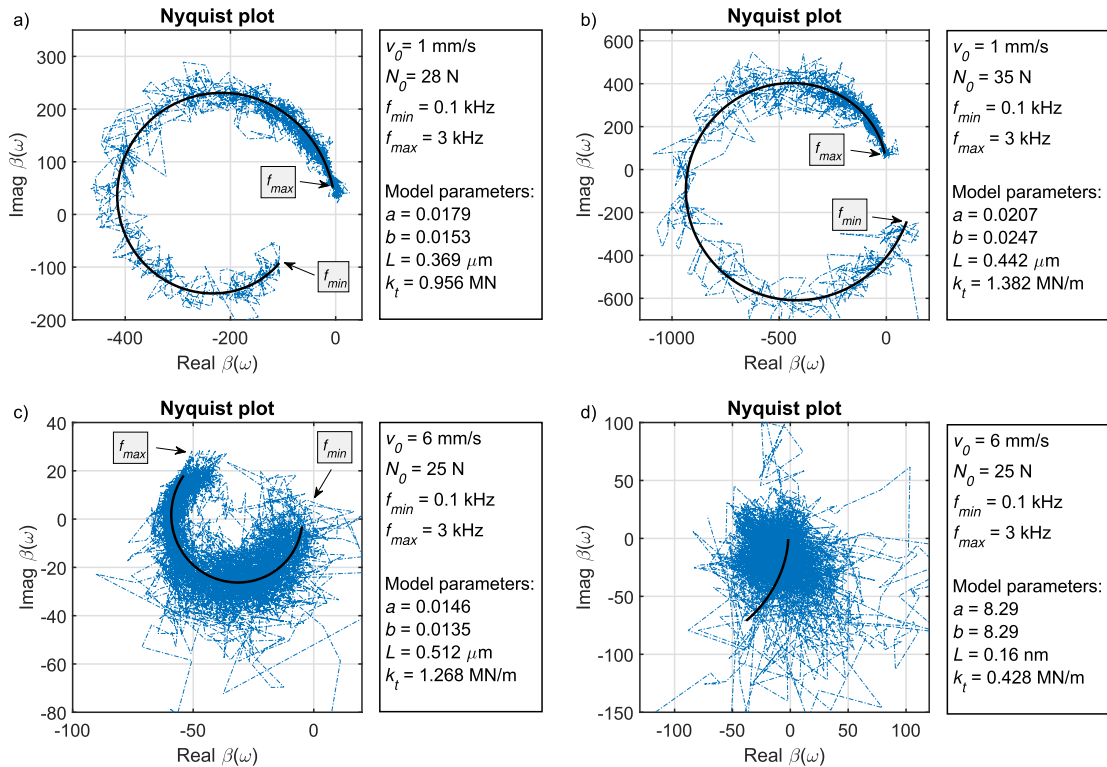 a)
Nyquist plot
300
200
100
0
-100
-200
-400
-200
0
Imag β(ω)
Real β(ω)
f_max
f_min
v_0= 1 mm/s
N_0 = 28 N
f_min = 0.1 kHz
f_max = 3 kHz
Model parameters:
a = 0.0179
b = 0.0153
L = 0.369 μm
k_t = 0.956 MN
b)
Nyquist plot
600
400
200
0
-200
-400
-600
-1000
-500
0
Imag β(ω)
Real β(ω)
f_max
f_min
v_0 = 1 mm/s
N_0 = 35 N
f_min = 0.1 kHz
f_max = 3 kHz
Model parameters:
a = 0.0207
b = 0.0247
L = 0.442 μm
k_t = 1.382 MN/m
c)
Nyquist plot
40
20
0
-20
-40
-60
-80
-100
-50
0
Imag β(ω)
Real β(ω)
f_max
f_min
v_0 = 6 mm/s
N_0 = 25 N
f_min = 0.1 kHz
f_max = 3 kHz
Model parameters:
a = 0.0146
b = 0.0135
L = 0.512 μm
k_t = 1.268 MN/m
d)
Nyquist plot
100
50
0
-50
-100
-150
-100
-50
0
50
100
Imag β(ω)
Real β(ω)
v_0 = 6 mm/s
N_0 = 25 N
f_min = 0.1 kHz
f_max = 3 kHz
Model parameters:
a = 8.29
b = 8.29
L = 0.16 nm
k_t = 0.428 MN/m